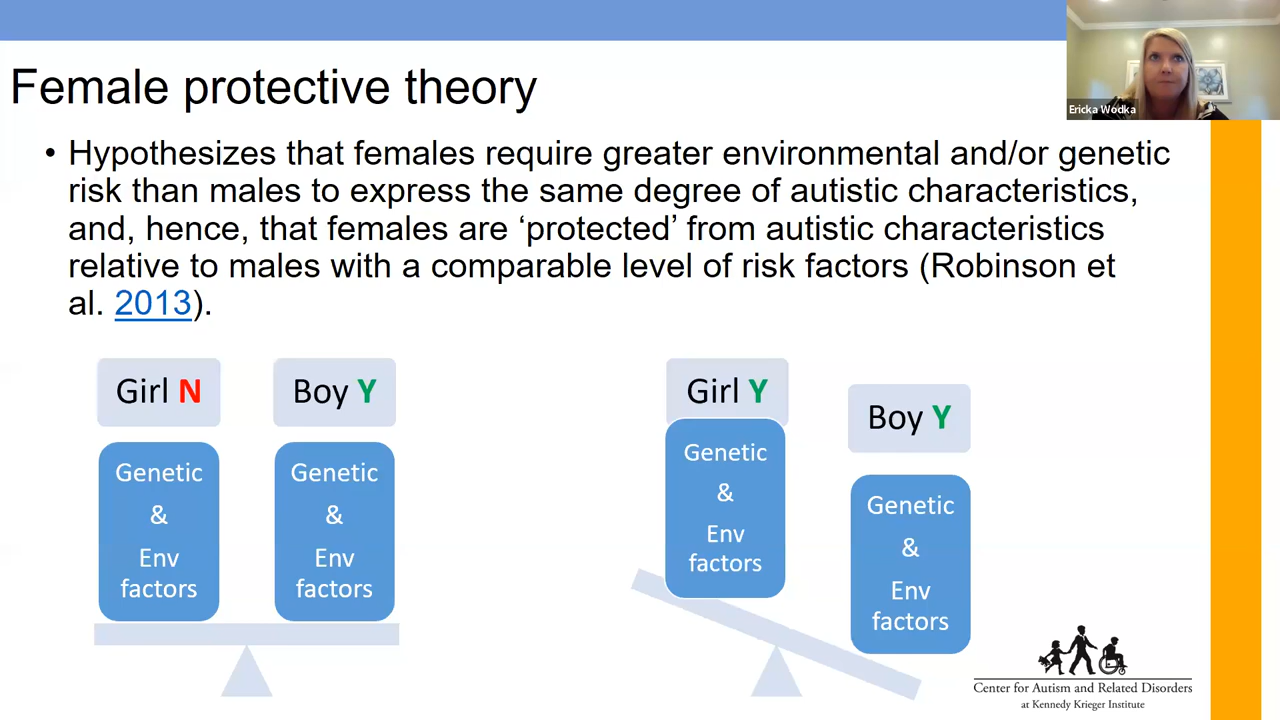 Female protective theory
Ericka Wodka
• Hypothesizes that females require greater environmental and/or genetic
risk than males to express the same degree of autistic characteristics,
and, hence, that females are ‘protected’ from autistic characteristics
relative to males with a comparable level of risk factors (Robinson et
al. 2013).
Girl N
Boy Y
Genetic
&
Env
factors
Genetic
&
Env
factors
Girl Y
Boy Y
Genetic
&
Env
factors
Genetic
&
Env
factors
Center for Autism and Related Disorders
at Kennedy Krieger Institute